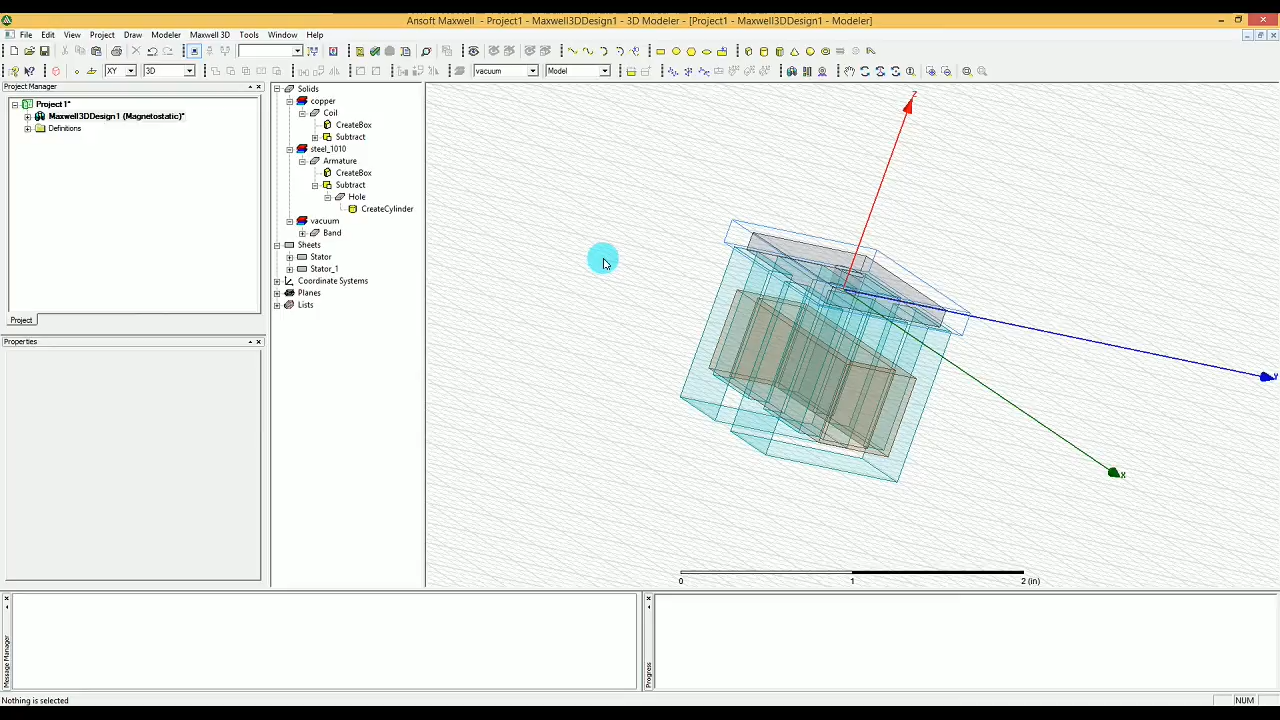 Ansoft Maxwell - Project1 - Maxwell3DDesign1 - 3D Modeler - [Project1 - Maxwell3DDesign1 - Modeler]
File Edit View Project Draw Modeler Maxwell 3D Tools Window Help
XY 3D vacuum Model
Project Manager
Project1*
Maxwell3DDesign1 (Magnetostatic)*
Definitions
Project
Properties
Solids
copper
Coil
CreateBox
Subtract
steel_1010
Armature
CreateBox
Subtract
Hole
CreateCylinder
vacuum
Band
Sheets
Stator
Stator_1
Coordinate Systems
Planes
Lists
Z
Y
X
0 1 2 (in)
Message Manager
Progress
Nothing is selected
NUM